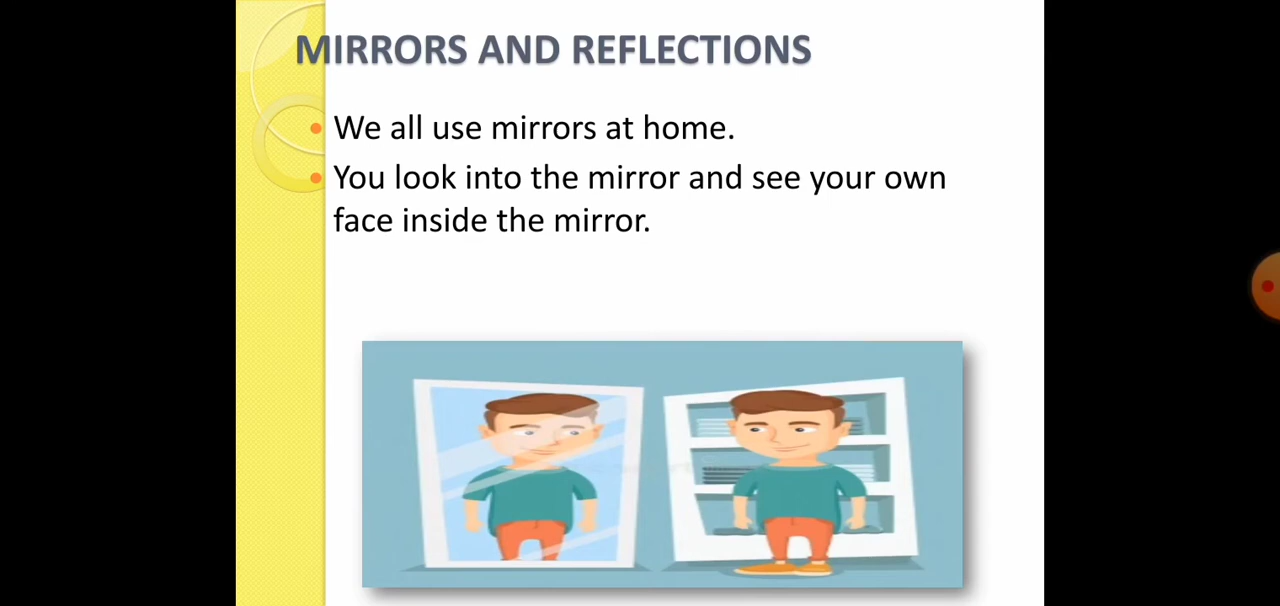 MIRRORS AND REFLECTIONS
We all use mirrors at home.
You look into the mirror and see your own
face inside the mirror.